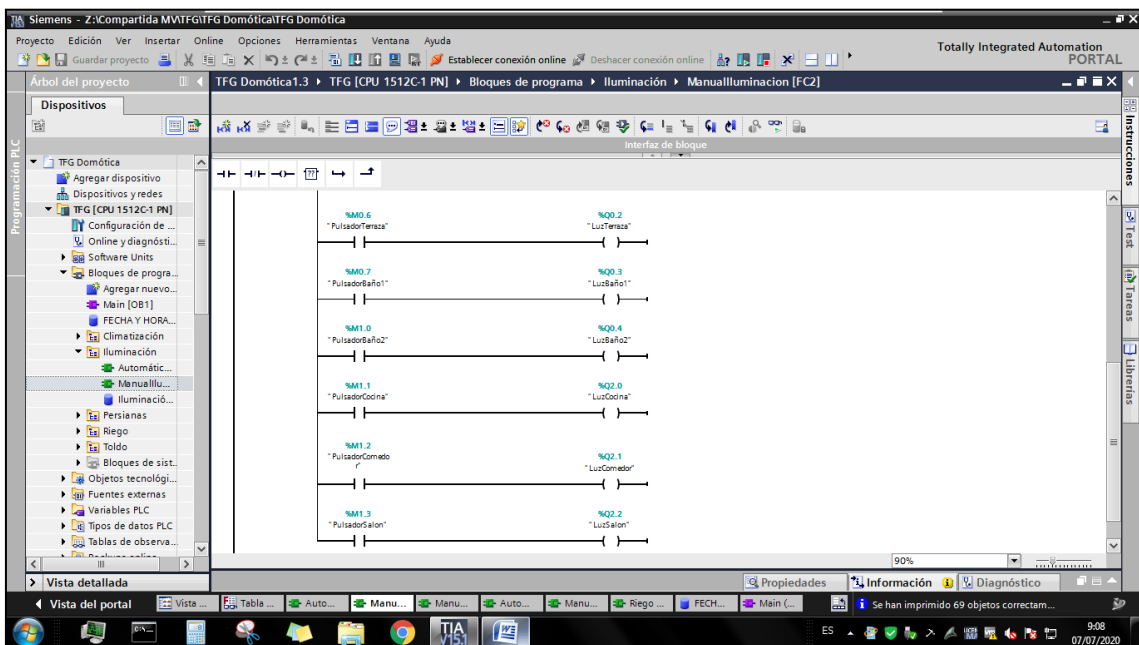 Siemens - Z:\Compartida MV\TFG\TFG Domótica\TFG Domótica
Proyecto Edición Ver Insertar Online Opciones Herramientas Ventana Ayuda
Totally Integrated Automation
PORTAL
Guardar proyecto
Establecer conexión online
Deshacer conexión online
Árbol del proyecto
TFG Domótica1.3 TFG [CPU 1512C-1 PN] Bloques de programa Iluminación ManualIluminacion [FC2]
Dispositivos
Interfaz de bloque
Programación PLC
TFG Domótica
Agregar dispositivo
Dispositivos y redes
TFG [CPU 1512C-1 PN]
Configuración de ...
Online y diagnósti...
Software Units
Bloques de progra...
Agregar nuevo...
Main [OB1]
FECHA Y HORA...
Climatización
Iluminación
Automátic...
ManualIlu...
Iluminació...
Persianas
Riego
Toldo
Bloques de sist...
Objetos tecnológi...
Fuentes externas
Variables PLC
Tipos de datos PLC
Tablas de observa...
Vista detallada
%M0.6 %Q0.2
"PulsadorTerraza" "LuzTerraza"
%M0.7 %Q0.3
"PulsadorBaño1" "LuzBaño1"
%M1.0 %Q0.4
"PulsadorBaño2" "LuzBaño2"
%M1.1 %Q2.0
"PulsadorCocina" "LuzCocina"
%M1.2 %Q2.1
"PulsadorComedo
r" "LuzComedor"
%M1.3 %Q2.2
"PulsadorSalon" "LuzSalon"
90%
Instrucciones
Test
Tareas
Librerías
Propiedades Información Diagnóstico
Vista del portal Vista ... Tabla ... Auto... Manu... Manu... Auto... Manu... Riego ... FECH... Main (... Se han imprimido 69 objetos correctam...
TIA
V15.1
ES
9:08
07/07/2020